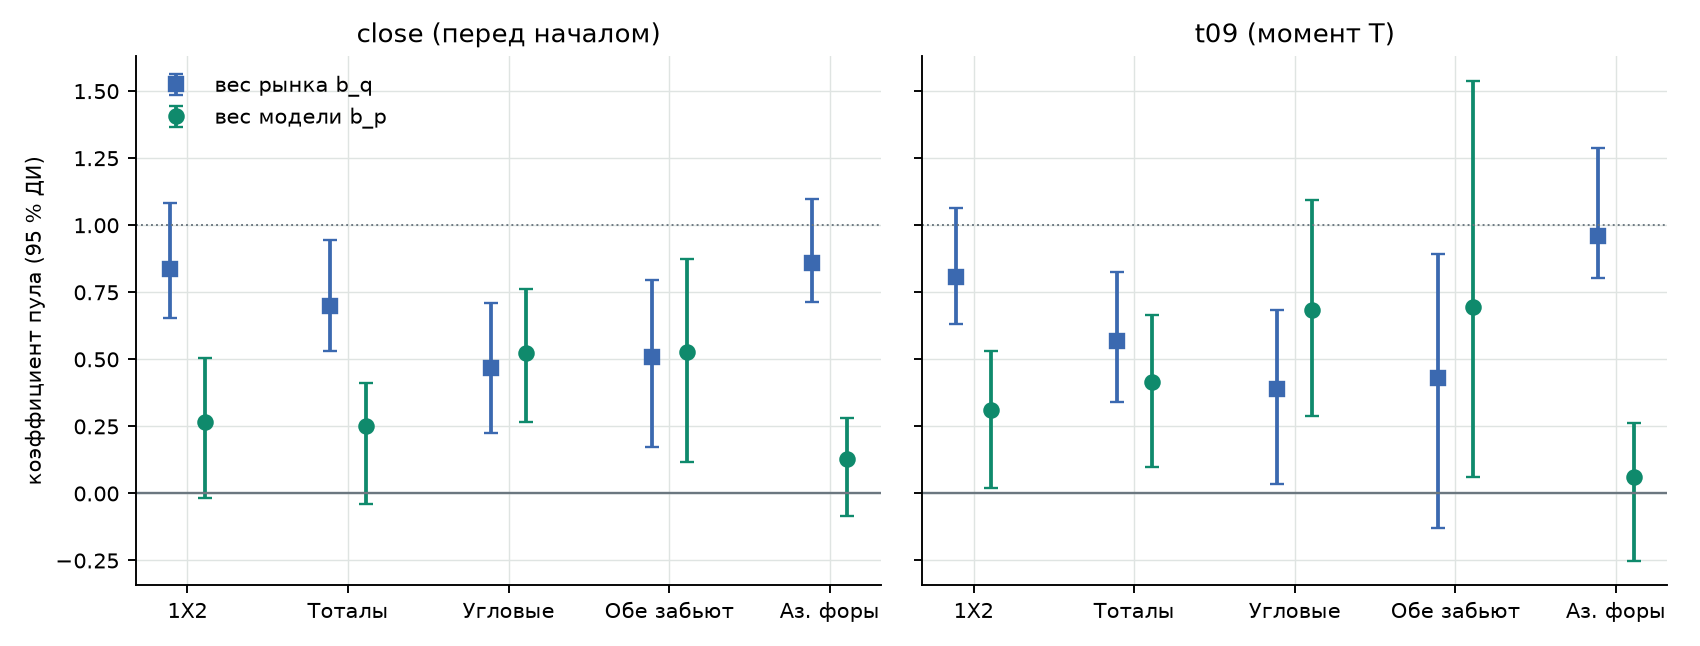 close (перед началом)
t09 (момент T)
вес рынка b_q
вес модели b_p
коэффициент пула (95 % ДИ)
1.50
1.25
1.00
0.75
0.50
0.25
0.00
−0.25
1X2 Тоталы Угловые Обе забьют Аз. форы
1X2 Тоталы Угловые Обе забьют Аз. форы